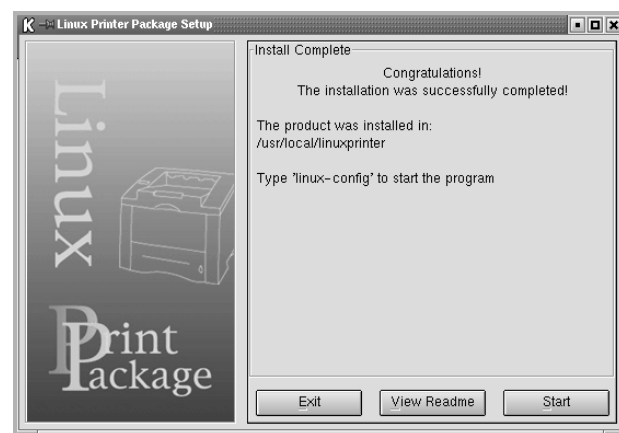 Linux Printer Package Setup
Install Complete
Congratulations!
The installation was successfully completed!
The product was installed in:
/usr/local/linuxprinter
Type 'linux-config' to start the program
Linux
Print
Package
Exit
View Readme
Start